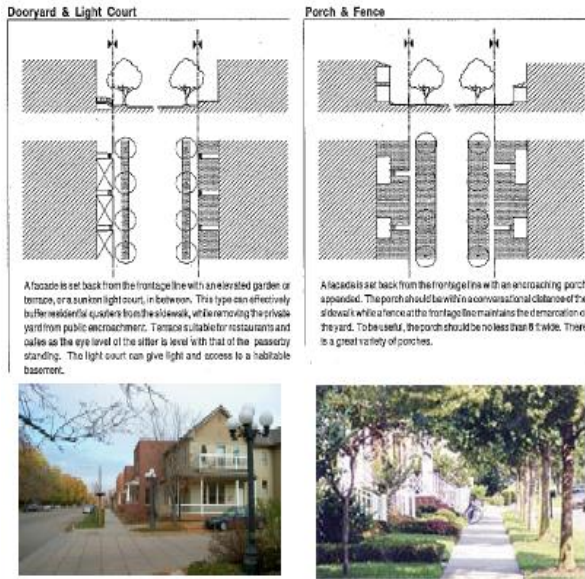 Dooryard & Light Court
A facade is set back from the frontage line with an elevated garden or
terrace, or a sunken light court, in between. This type can effectively
buffer residential quarters from the sidewalk, while removing the private
yard from public encroachment. Terrace suitable for restaurants and
cafes as the eye level of the sitter is level with that of the passerby
standing. The light court can give light and access to a habitable
basement.
Porch & Fence
A facade is set back from the frontage line with an encroaching porch
appended. The porch should be within a conversational distance of the
sidewalk while a fence at the frontage line maintains the demarcation of
the yard. To be useful, the porch should be no less than 8 ft wide. There
is a great variety of porches.